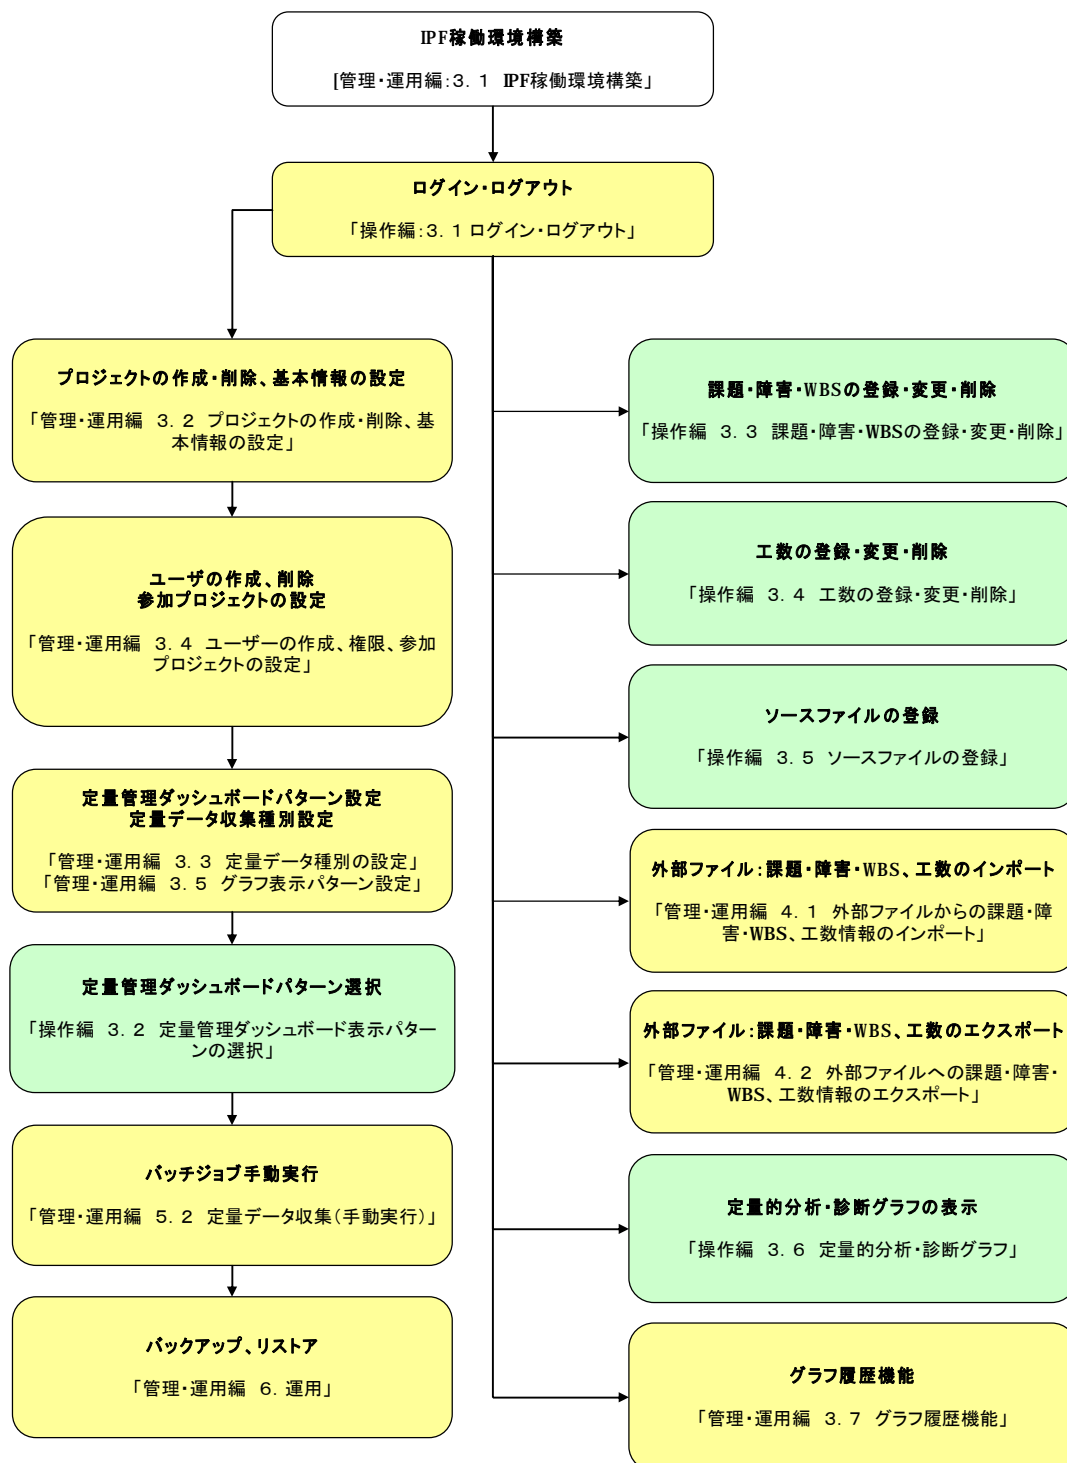 IPF稼働環境構築
[管理・運用編:3.1 IPF稼働環境構築」
ログイン・ログアウト
「操作編:3.1ログイン・ログアウト」
プロジェクトの作成・削除、基本情報の設定
「管理・運用編 3.2 プロジェクトの作成・削除、基
本情報の設定」
ユーザの作成、削除
参加プロジェクトの設定
「管理・運用編 3.4 ユーザーの作成、権限、参加
プロジェクトの設定」
定量管理ダッシュボードパターン設定
定量データ収集種別設定
「管理・運用編 3.3 定量データ種別の設定」
「管理・運用編 3.5 グラフ表示パターン設定」
定量管理ダッシュボードパターン選択
「操作編 3.2 定量管理ダッシュボード表示パター
ンの選択」
バッチジョブ手動実行
「管理・運用編 5.2 定量データ収集(手動実行)」
バックアップ、リストア
「管理・運用編 6.運用」
課題・障害・WBSの登録・変更・削除
「操作編 3.3 課題・障害・WBSの登録・変更・削除」
工数の登録・変更・削除
「操作編 3.4 工数の登録・変更・削除」
ソースファイルの登録
「操作編 3.5 ソースファイルの登録」
外部ファイル:課題・障害・WBS、工数のインポート
「管理・運用編 4.1 外部ファイルからの課題・障
害・WBS、工数情報のインポート」
外部ファイル:課題・障害・WBS、工数のエクスポート
「管理・運用編 4.2 外部ファイルへの課題・障害・
WBS、工数情報のエクスポート」
定量的分析・診断グラフの表示
「操作編 3.6 定量的分析・診断グラフ」
グラフ履歴機能
「管理・運用編 3.7 グラフ履歴機能」